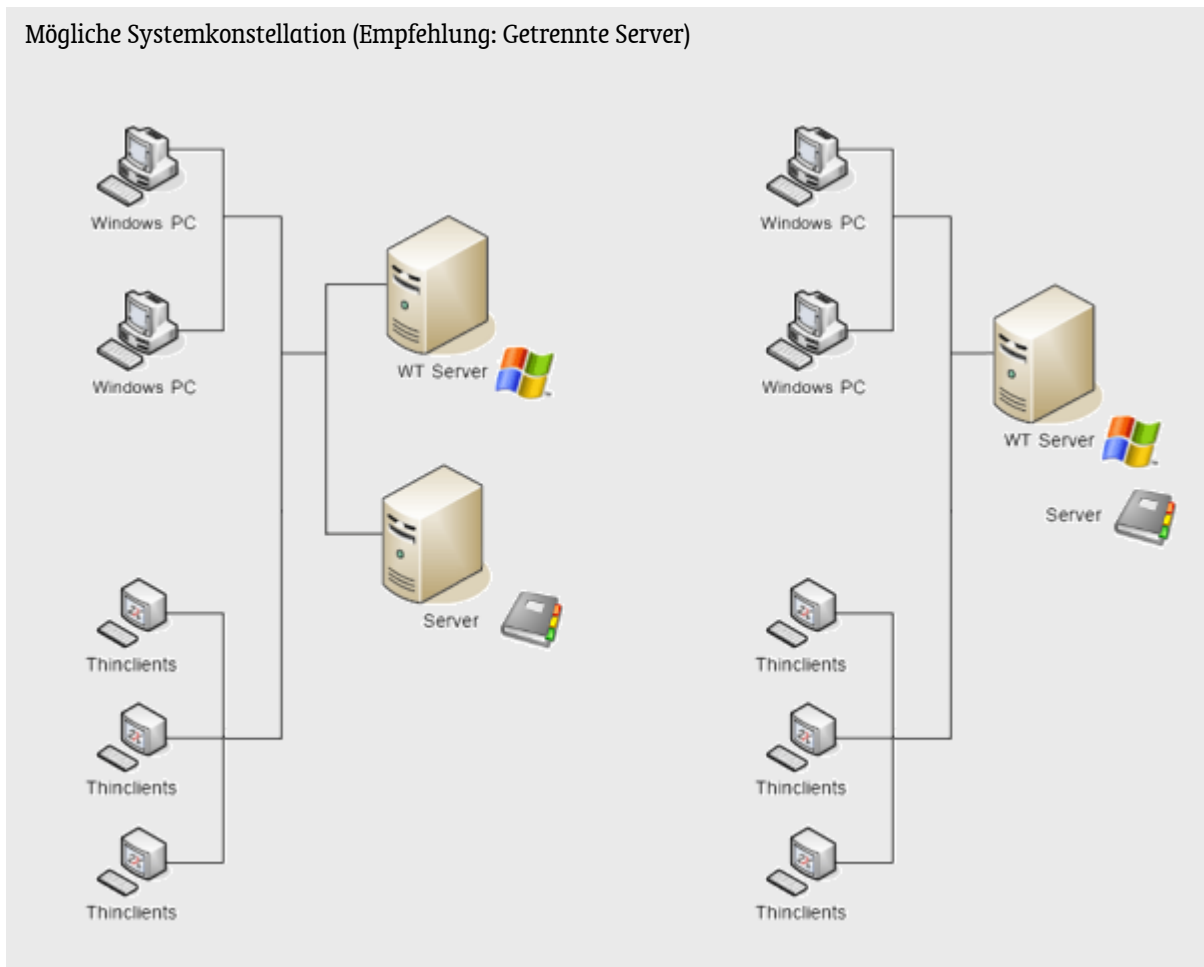 Mögliche Systemkonstellation (Empfehlung: Getrennte Server)
Windows PC
Windows PC
WT Server
Server
Thinclients
Thinclients
Thinclients
Windows PC
Windows PC
WT Server
Server
Thinclients
Thinclients
Thinclients